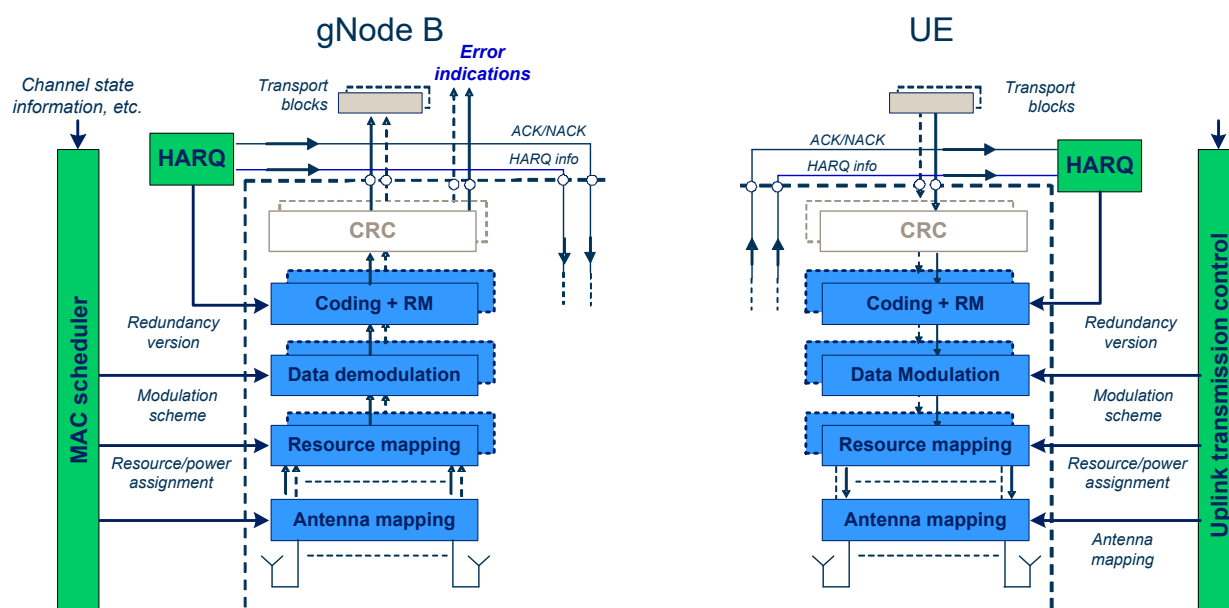 gNode B
UE
Error
indications
Channel state
information, etc.
Transport
blocks
ACK/NACK
HARQ info
HARQ
MAC scheduler
CRC
Coding + RM
Redundancy
version
Data demodulation
Modulation
scheme
Resource mapping
Resource/power
assignment
Antenna mapping
Transport
blocks
ACK/NACK
HARQ info
HARQ
Uplink transmission control
CRC
Coding + RM
Redundancy
version
Data Modulation
Modulation
scheme
Resource mapping
Resource/power
assignment
Antenna mapping
Antenna
mapping